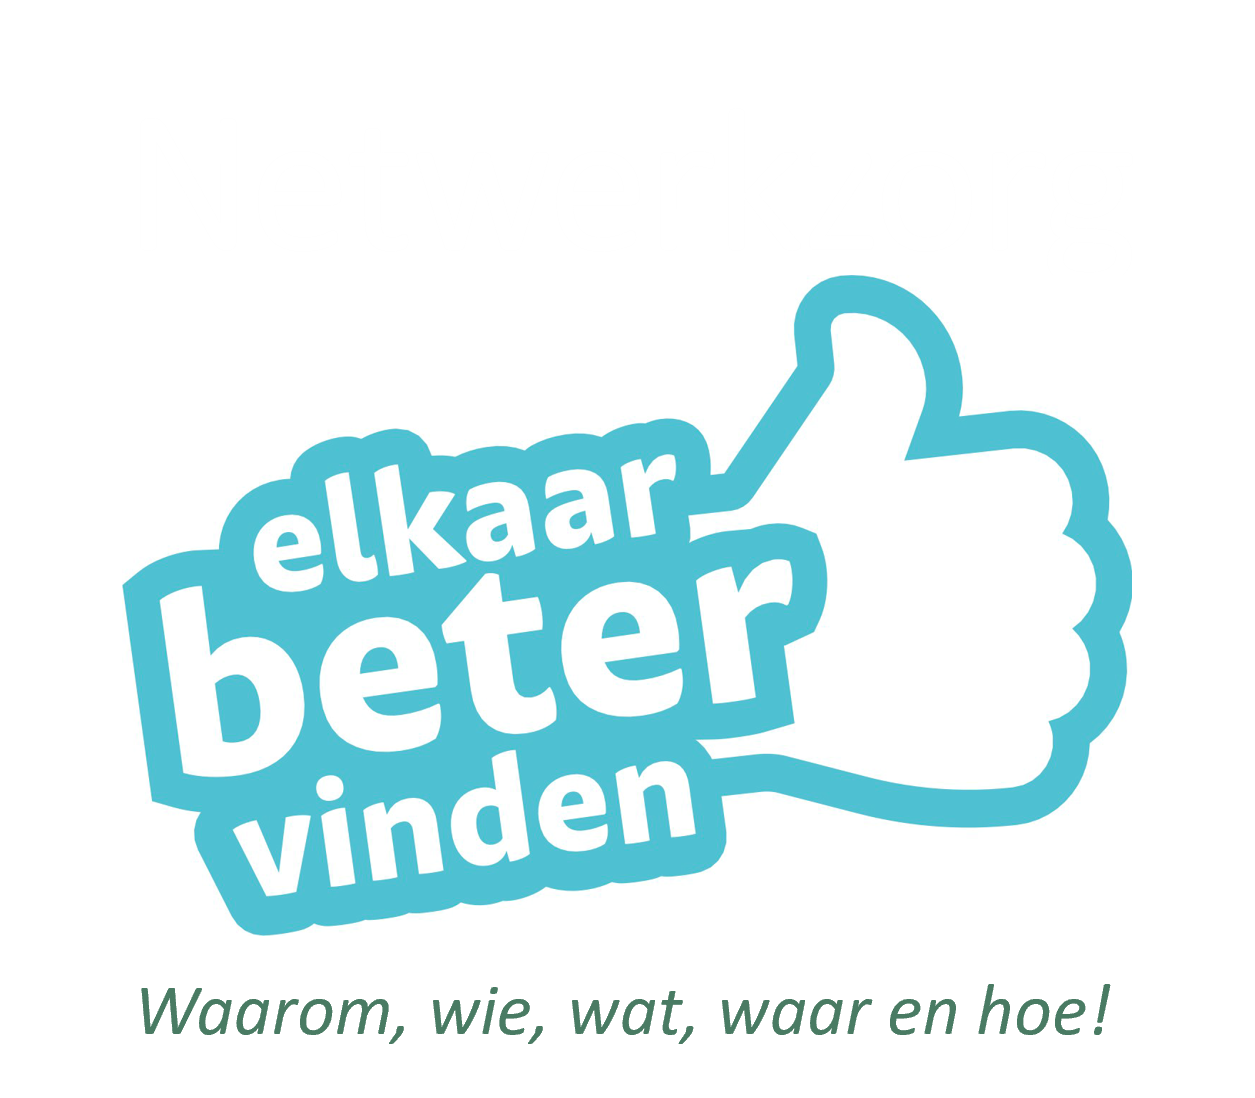 elkaar
beter
vinden
Waarom, wie, wat, waar en hoe!